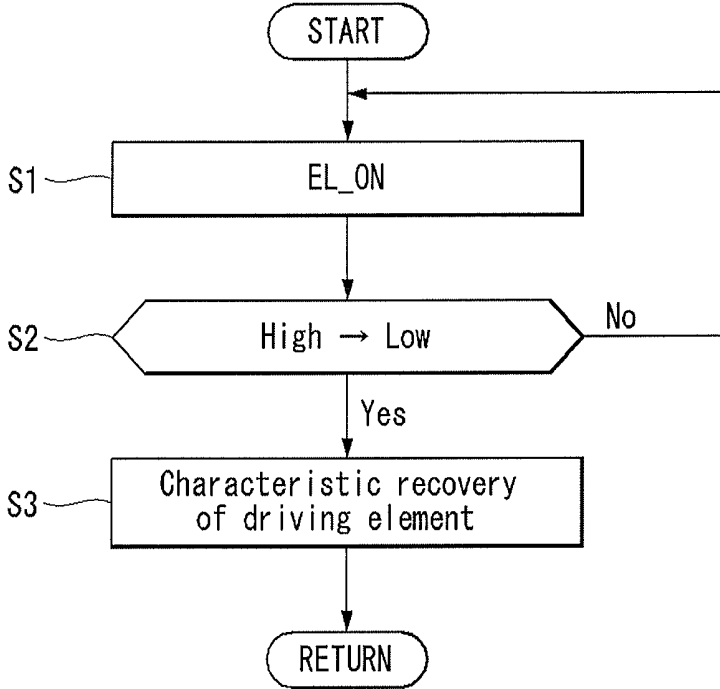 START
S1
EL_ON
S2
High → Low
No
Yes
S3
Characteristic recovery
of driving element
RETURN